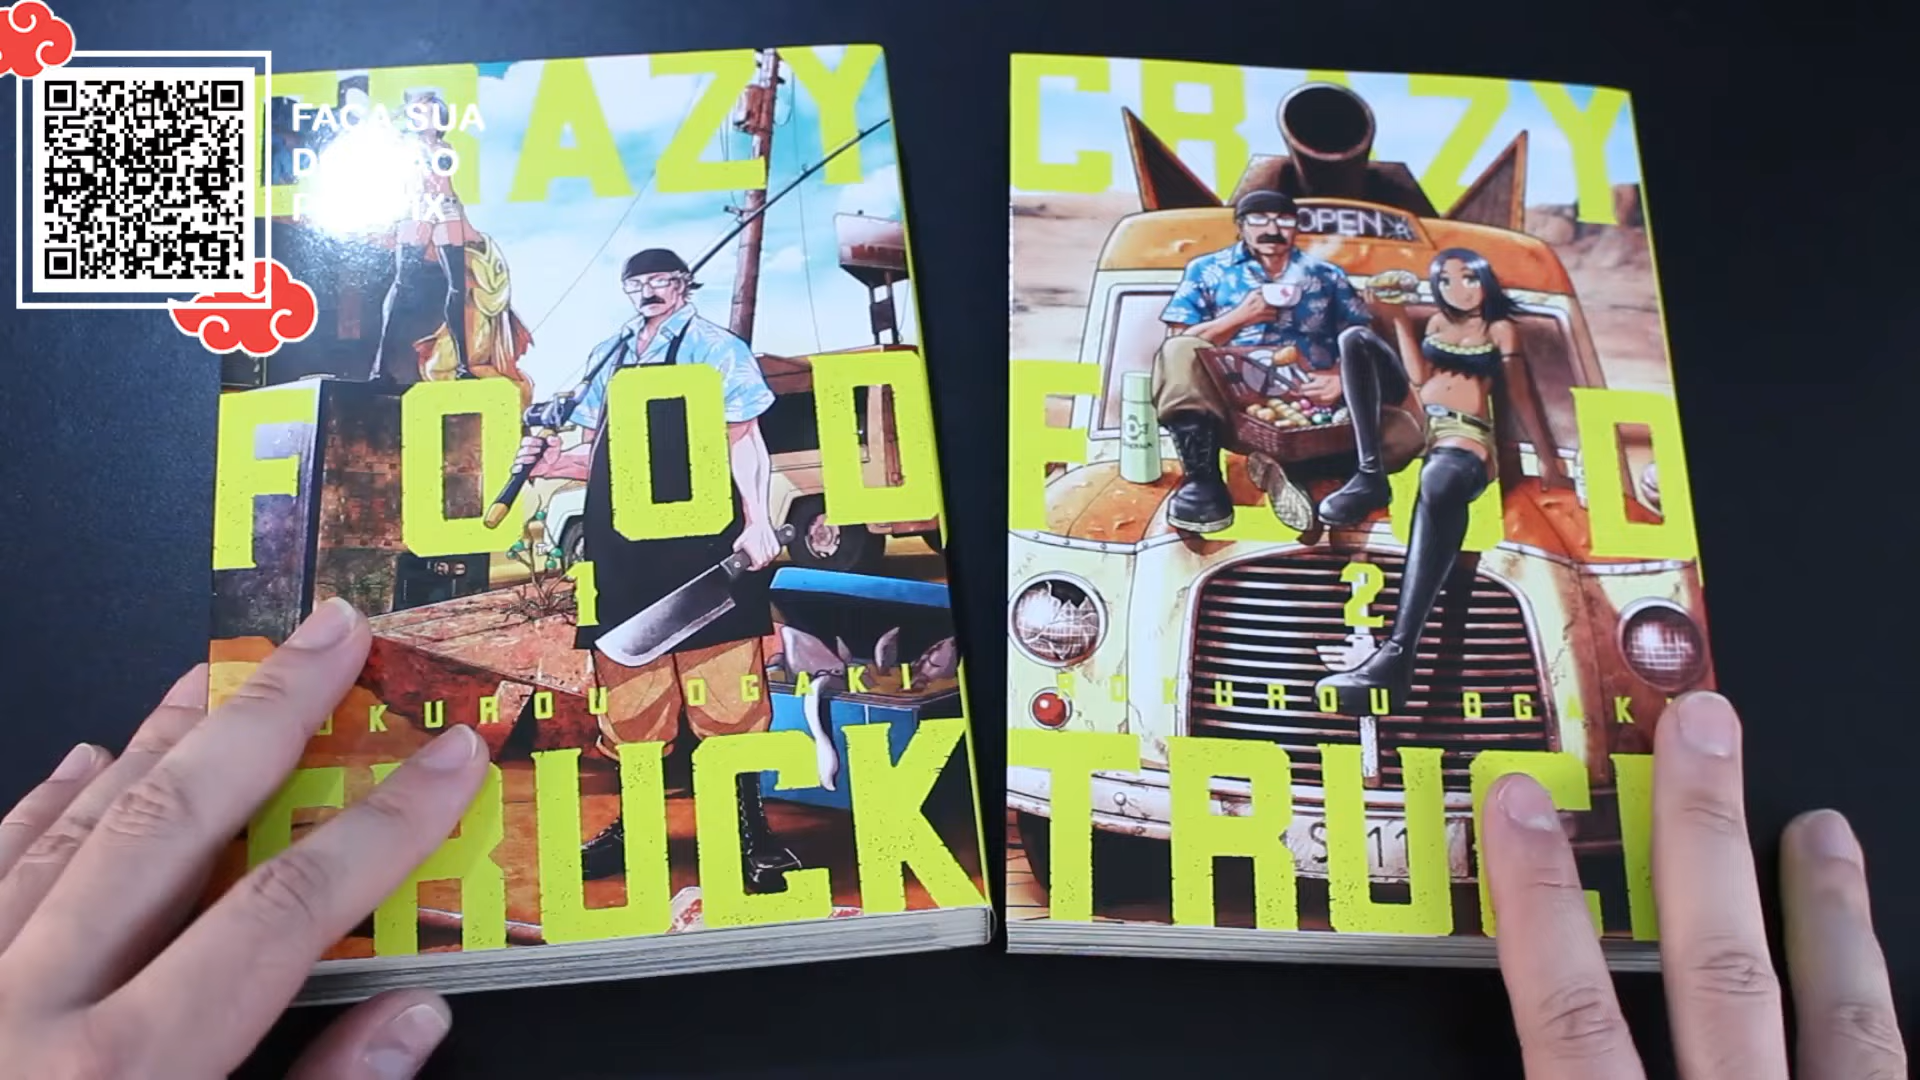 FAÇA SUA
CRAZY
FOOD
1
ROKUROU OGAKI
TRUCK
CRAZY
OPEN
FOOD
2
ROKUROU OGAKI
TRUCK